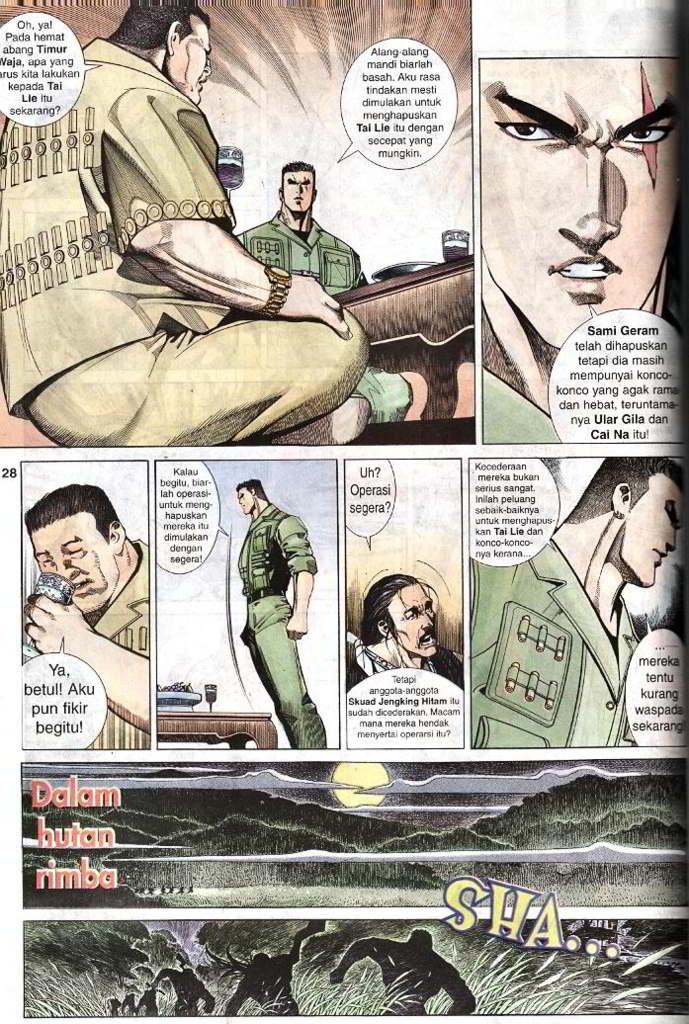 Oh, ya!
Pada hemat
abang Timur
Waja, apa yang
arus kita lakukan
kepada Tai
Lie itu
sekarang?
Alang-alang
mandi biarlah
basah. Aku rasa
tindakan mesti
dimulakan untuk
menghapuskan
Tai Lie itu dengan
secepat yang
mungkin.
Sami Geram
telah dihapuskan
tetapi dia masih
mempunyai konco-
konco yang agak rama
dan hebat, teruntama-
nya Ular Gila dan
Cai Na itu!
28
Ya,
betul! Aku
pun fikir
begitu!
Kalau
begitu, biar-
lah operasi-
untuk meng-
hapuskan
mereka itu
dimulakan
dengan
segera!
Uh?
Operasi
segera?
Tetapi
anggota-anggota
Skuad Jengking Hitam itu
sudah dicederakan. Macam
mana mereka hendak
menyertai operarsi itu?
Kecederaan
mereka bukan
serius sangat.
Inilah peluang
sebaik-baiknya
untuk menghapus-
kan Tai Lie dan
konco-konco-
nya kerana...
...
mereka
tentu
kurang
waspada
sekarang!
Dalam
hutan
rimba
SHA...